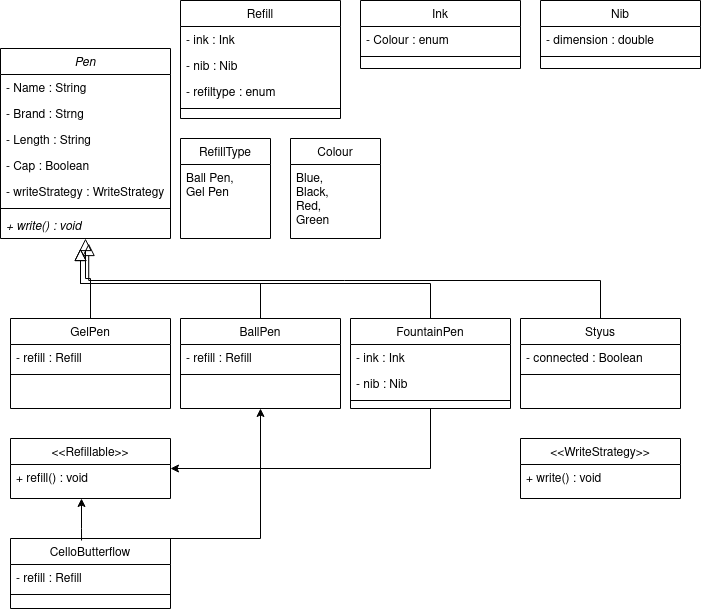 Pen
- Name : String
- Brand : Strng
- Length : String
- Cap : Boolean
- writeStrategy : WriteStrategy
+ write() : void
Refill
- ink : Ink
- nib : Nib
- refiltype : enum
Ink
- Colour : enum
Nib
- dimension : double
RefillType
Ball Pen,
Gel Pen
Colour
Blue,
Black,
Red,
Green
GelPen
- refill : Refill
BallPen
- refill : Refill
FountainPen
- ink : Ink
- nib : Nib
Styus
- connected : Boolean
<<Refillable>>
+ refill() : void
<<WriteStrategy>>
+ write() : void
CelloButterflow
- refill : Refill